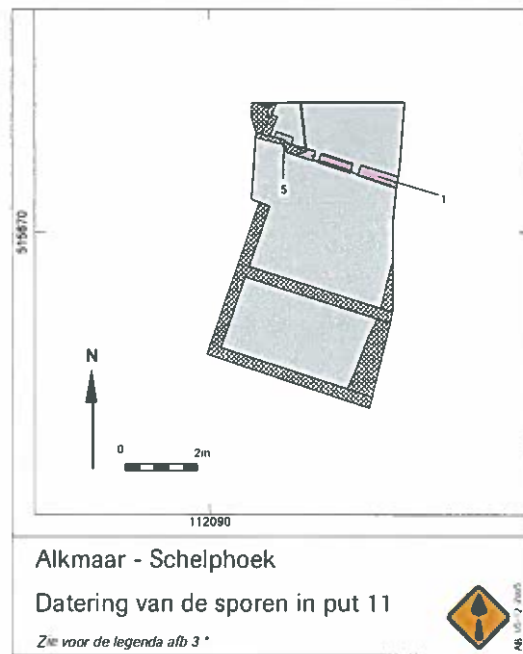 5
1
515870
N
0 2m
112090
Alkmaar - Schelphoek
Datering van de sporen in put 11
voor de legenda afb 3 *